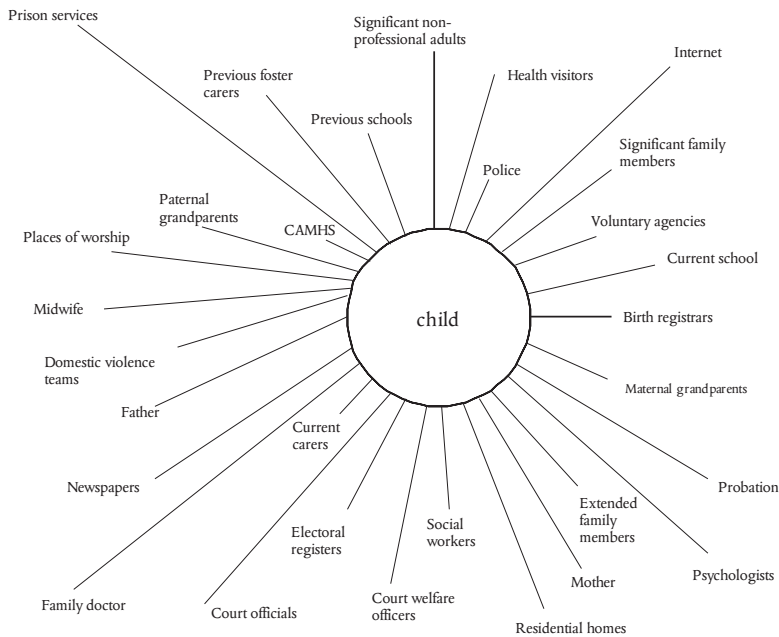 Prison services
Significant non-
professional adults
Internet
Previous foster
carers
Health visitors
Previous schools
Significant family
members
Police
Paternal
grandparents
CAMHS
Voluntary agencies
Places of worship
Current school
Midwife
child
Birth registrars
Domestic violence
teams
Maternal grandparents
Father
Current
carers
Newspapers
Probation
Extended
family
members
Electoral
registers
Social
workers
Psychologists
Mother
Family doctor
Court officials
Court welfare
officers
Residential homes